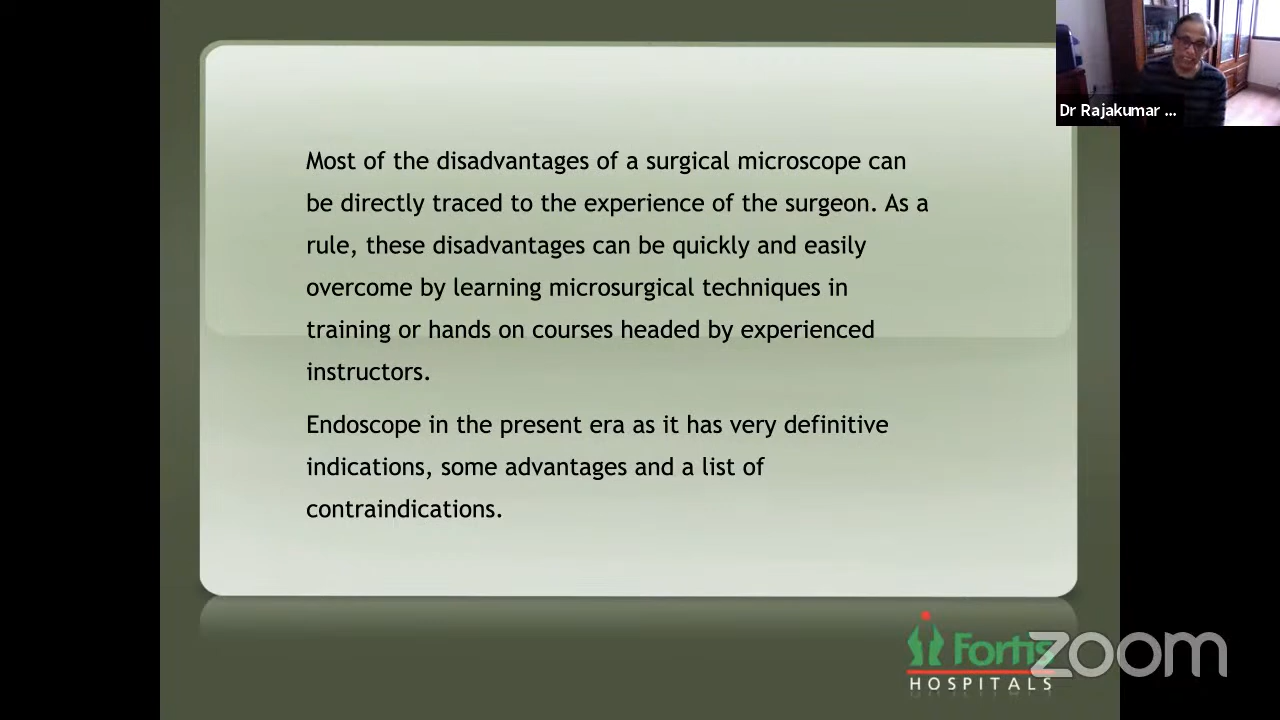 Dr Rajakumar ...
Most of the disadvantages of a surgical microscope can
be directly traced to the experience of the surgeon. As a
rule, these disadvantages can be quickly and easily
overcome by learning microsurgical techniques in
training or hands on courses headed by experienced
instructors.
Endoscope in the present era as it has very definitive
indications, some advantages and a list of
contraindications.
Fortis
HOSPITALS
zoom